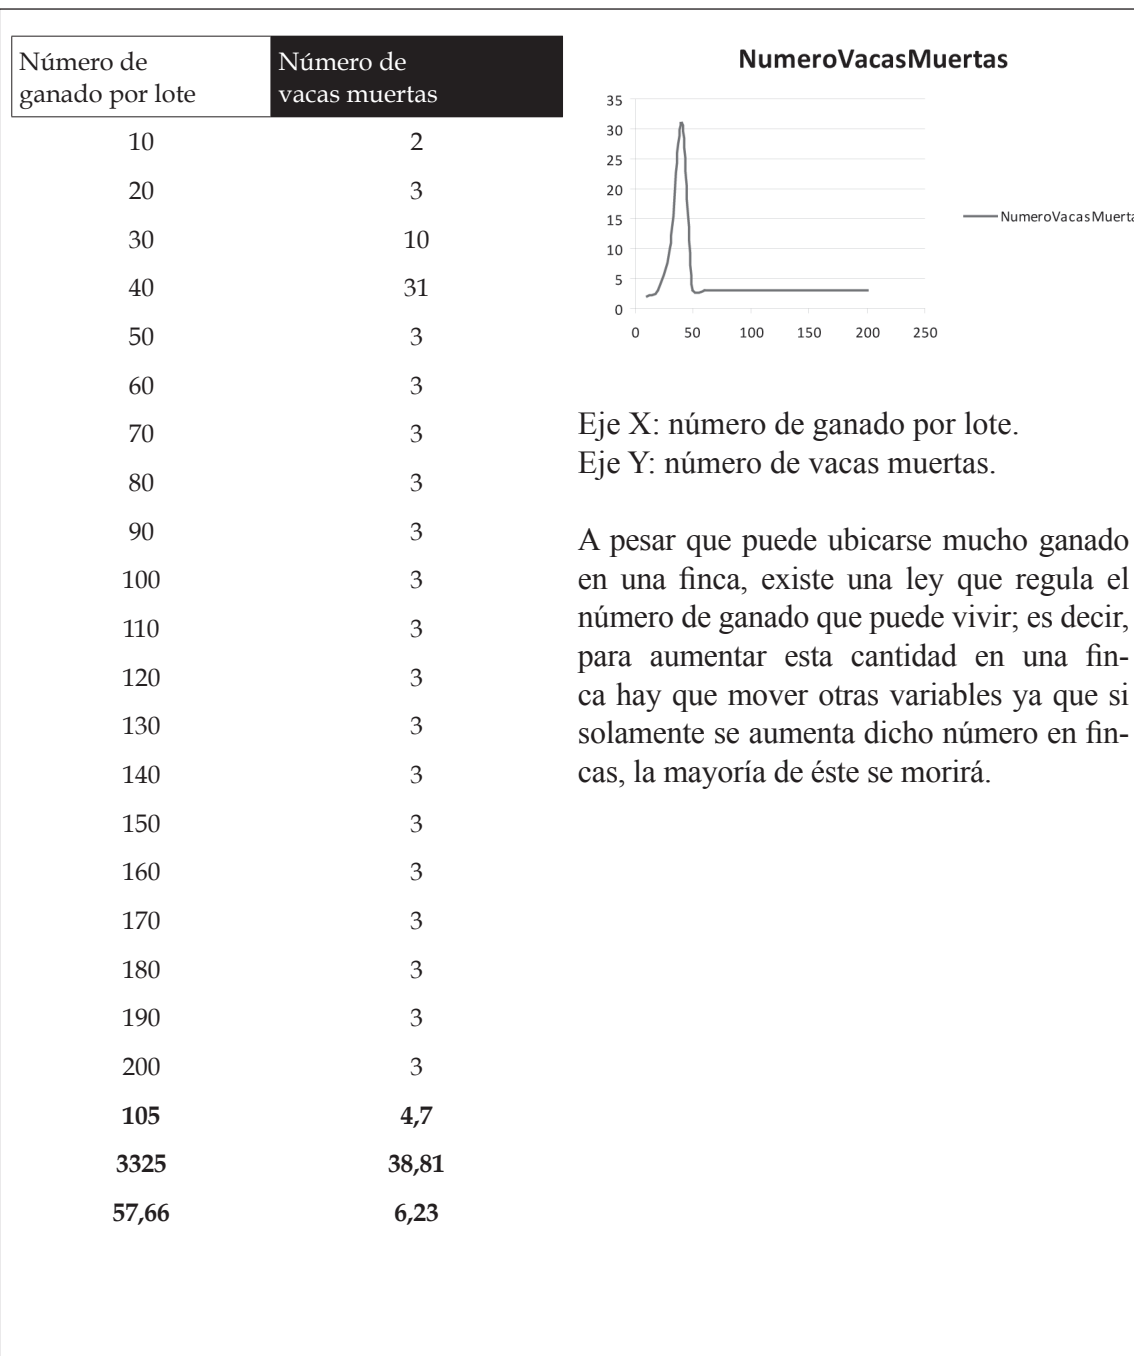 Número de
ganado por lote
Número de
vacas muertas
10 2
20 3
30 10
40 31
50 3
60 3
70 3
80 3
90 3
100 3
110 3
120 3
130 3
140 3
150 3
160 3
170 3
180 3
190 3
200 3
105 4,7
3325 38,81
57,66 6,23
NumeroVacasMuertas
35
30
25
20
15
10
5
0
0 50 100 150 200 250
NumeroVacasMuerta
Eje X: número de ganado por lote.
Eje Y: número de vacas muertas.
A pesar que puede ubicarse mucho ganado
en una finca, existe una ley que regula el
número de ganado que puede vivir; es decir,
para aumentar esta cantidad en una fin-
ca hay que mover otras variables ya que si
solamente se aumenta dicho número en fin-
cas, la mayoría de éste se morirá.